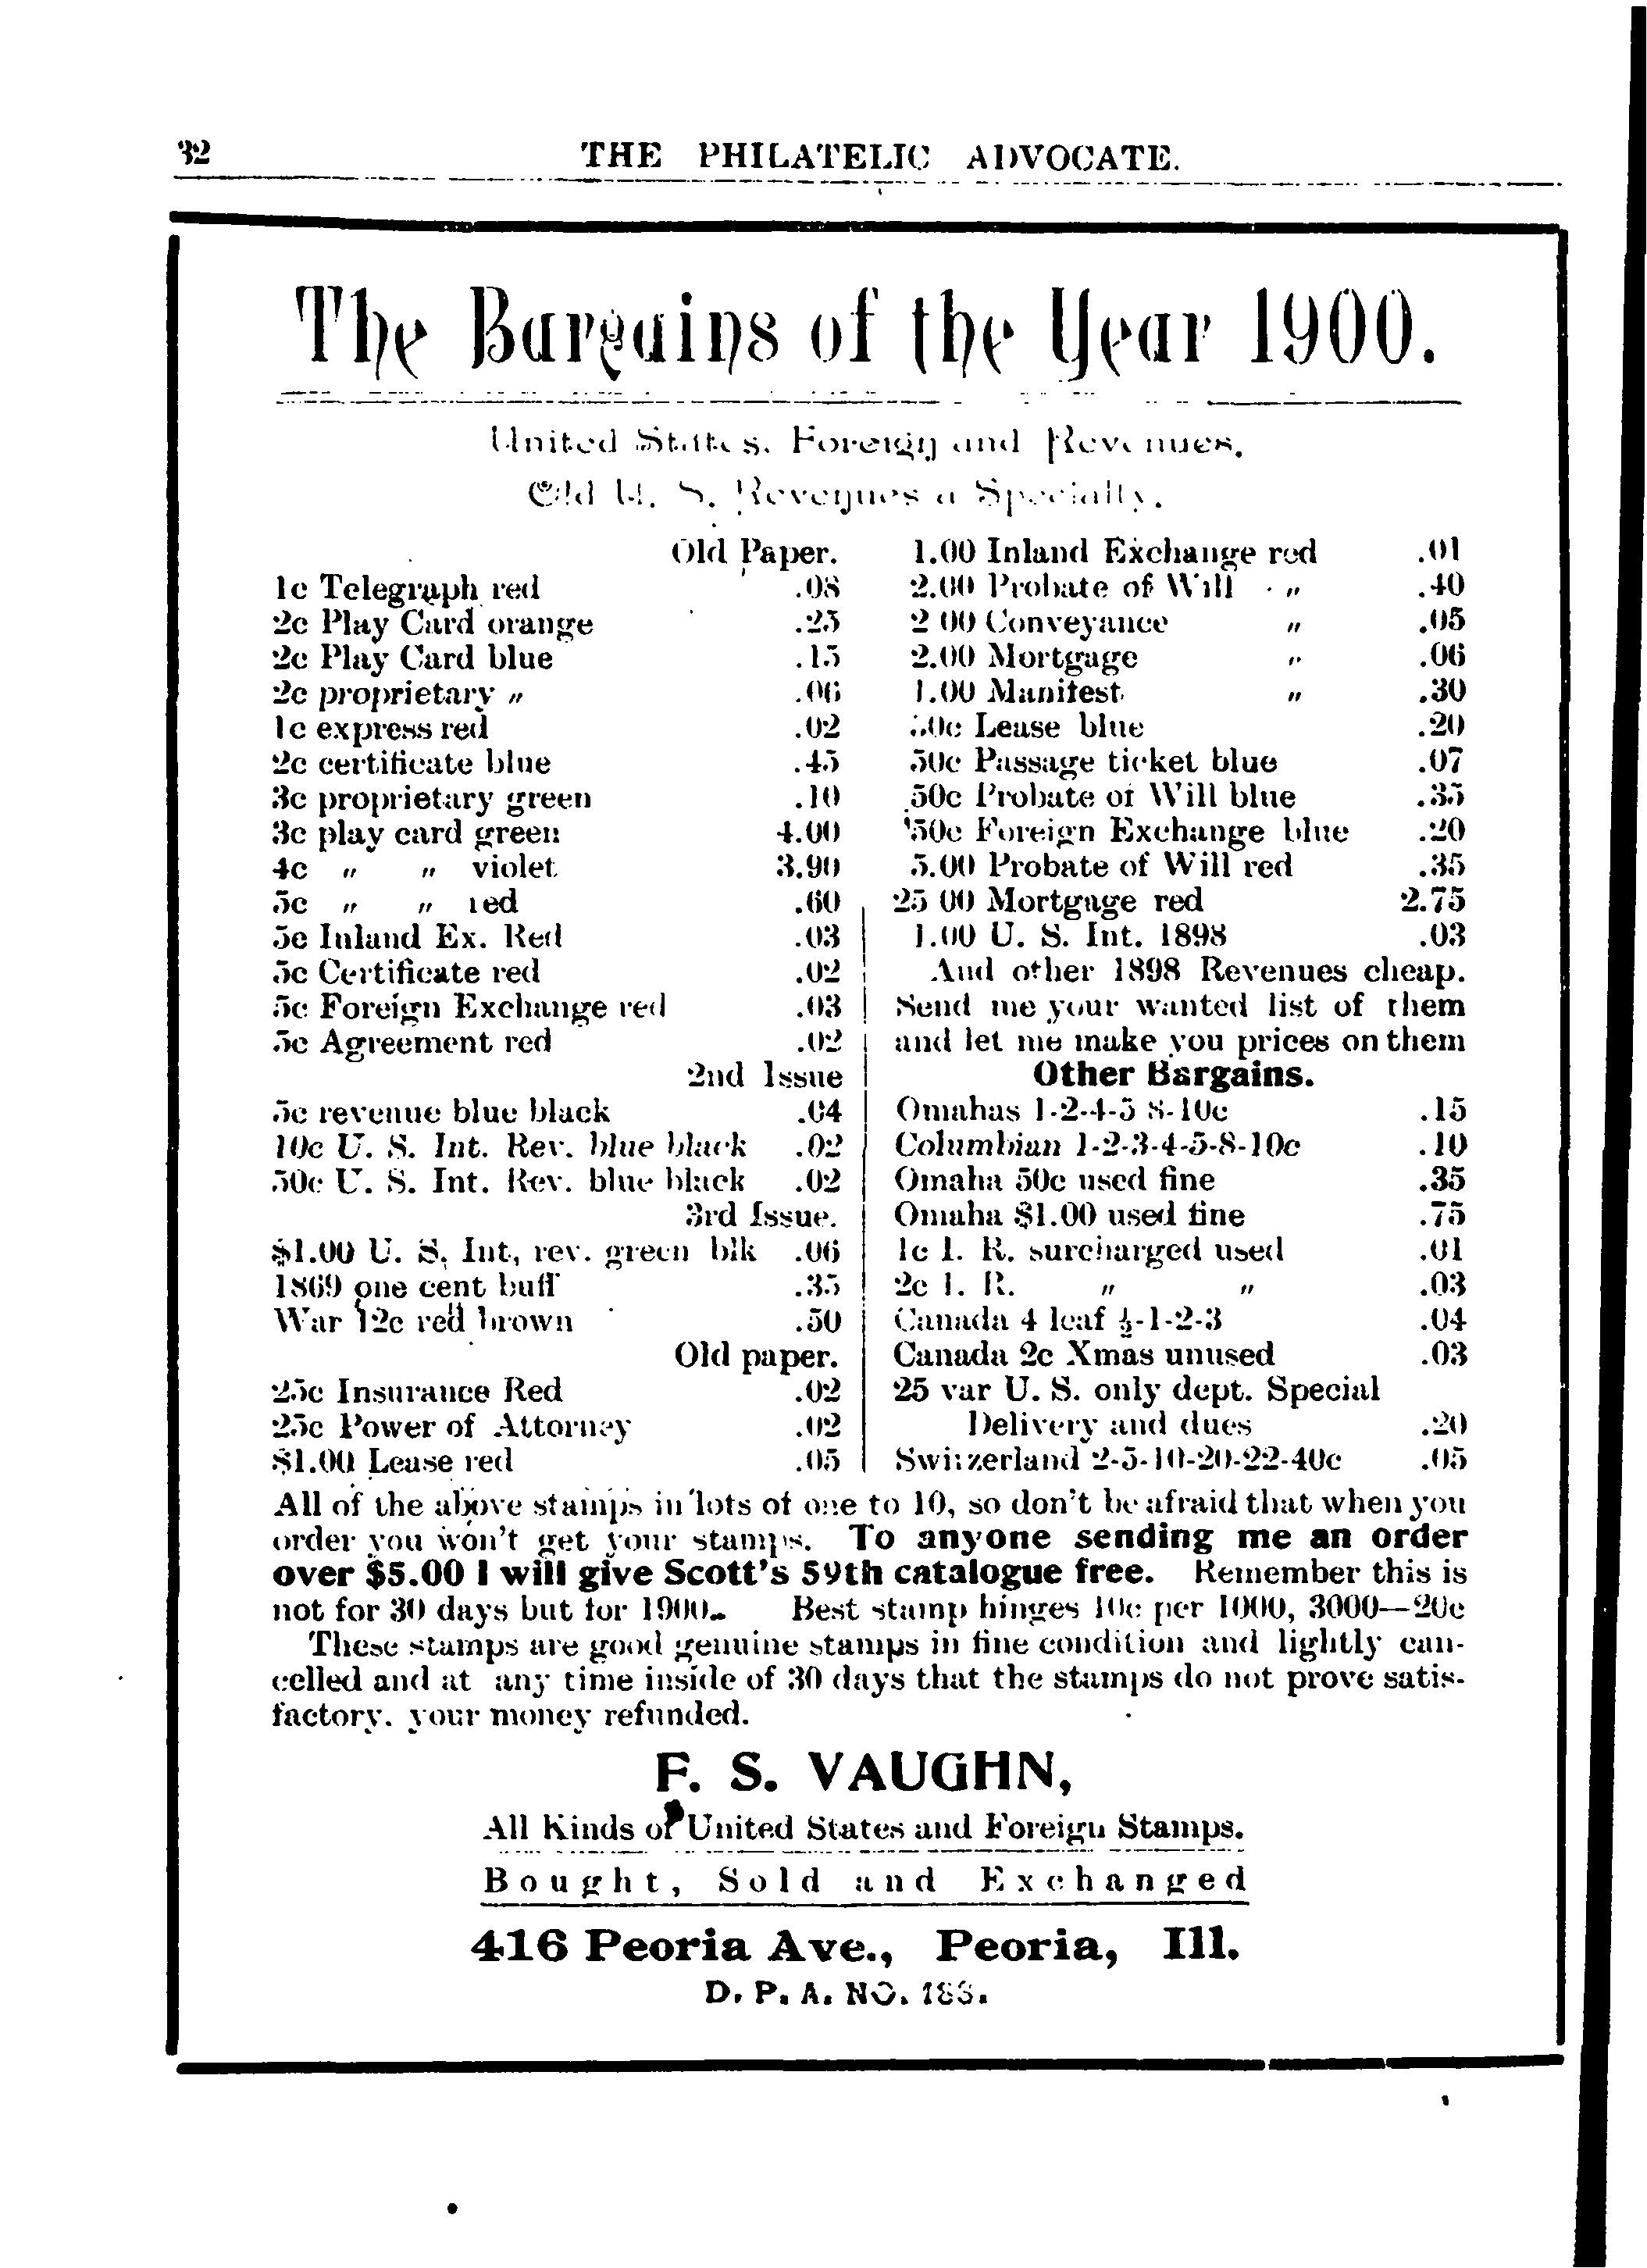 32 THE PHILATELIC ADVOCATE.
The Bargains of the Year 1900.
United States, Foreign and Revenues.
Old U. S. Revenues a Specialty.
Old Paper.
1c Telegraph red .08
2c Play Card orange .25
2c Play Card blue .15
2c proprietary " .06
1c express red .02
2c certificate blue .45
3c proprietary green .10
3c play card green 4.00
4c " " violet 3.90
5c " " red .60
5c Inland Ex. Red .03
5c Certificate red .02
5c Foreign Exchange red .03
5c Agreement red .02
2nd Issue
5c revenue blue black .04
10c U. S. Int. Rev. blue black .02
50c U. S. Int. Rev. blue black .02
3rd Issue.
$1.00 U. S. Int, rev. green blk .06
1869 one cent buff .35
War 12c red brown .50
Old paper.
25c Insurance Red .02
25c Power of Attorney .02
$1.00 Lease red .05
1.00 Inland Exchange red .01
2.00 Probate of Will " .40
2 00 Conveyance " .05
2.00 Mortgage " .06
1.00 Manifest " .30
50c Lease blue .20
50c Passage ticket blue .07
50c Probate of Will blue .35
50c Foreign Exchange blue .20
5.00 Probate of Will red .35
25 00 Mortgage red 2.75
1.00 U. S. Int. 1898 .03
And other 1898 Revenues cheap.
Send me your wanted list of them
and let me make you prices on them
Other Bargains.
Omahas 1-2-4-5 8-10c .15
Columbian 1-2-3-4-5-8-10c .10
Omaha 50c used fine .35
Omaha $1.00 used fine .75
1c I. R. surcharged used .01
2c I. R. " " .03
Canada 4 leaf ½-1-2-3 .04
Canada 2c Xmas unused .03
25 var U. S. only dept. Special
Delivery and dues .20
Switzerland 2-5-10-20-22-40c .05
All of the above stamps in lots of one to 10, so don't be afraid that when you
order you won't get your stamps. To anyone sending me an order
over $5.00 I will give Scott's 59th catalogue free. Remember this is
not for 30 days but for 1900. Best stamp hinges 10c per 1000, 3000—20c
These stamps are good genuine stamps in fine condition and lightly can-
celled and at any time inside of 30 days that the stamps do not prove satis-
factory. your money refunded.
F. S. VAUGHN,
All Kinds of United States and Foreign Stamps.
Bought, Sold and Exchanged
416 Peoria Ave., Peoria, Ill.
D. P. A. NO.